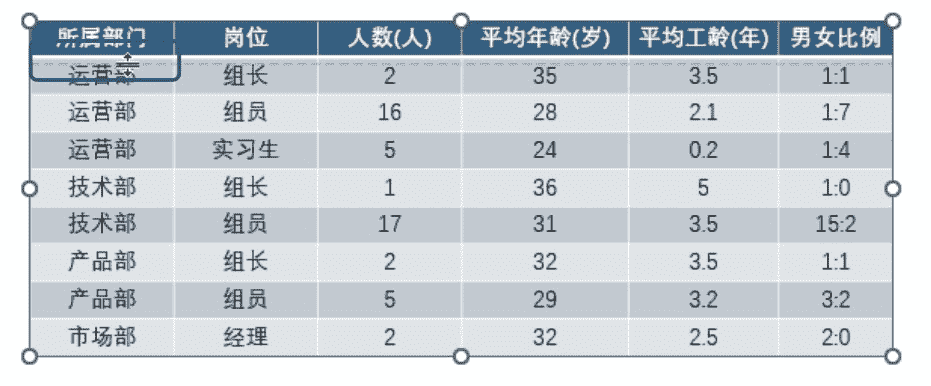 所属部门 岗位 人数(人) 平均年龄(岁) 平均工龄(年) 男女比例
运营部 组长 2 35 3.5 1:1
运营部 组员 16 28 2.1 1:7
运营部 实习生 5 24 0.2 1:4
技术部 组长 1 36 5 1:0
技术部 组员 17 31 3.5 15:2
产品部 组长 2 32 3.5 1:1
产品部 组员 5 29 3.2 3:2
市场部 经理 2 32 2.5 2:0